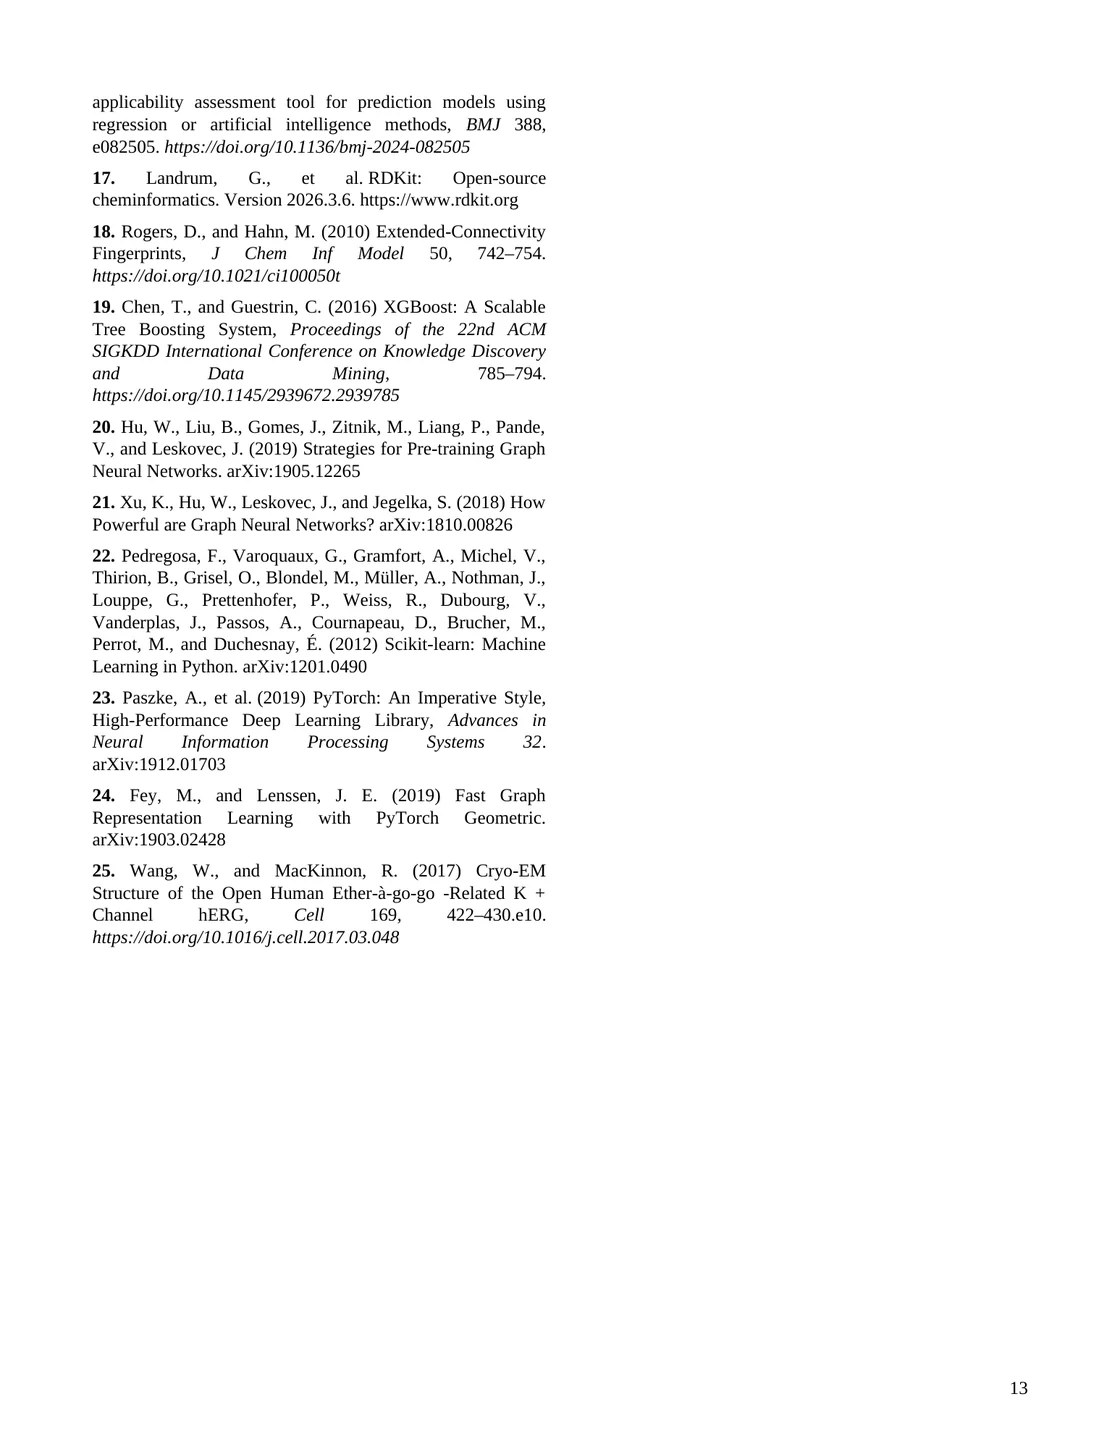 applicability assessment tool for prediction models using
regression or artificial intelligence methods, BMJ 388,
e082505. https://doi.org/10.1136/bmj-2024-082505
17. Landrum, G., et al. RDKit: Open-source
cheminformatics. Version 2026.3.6. https://www.rdkit.org
18. Rogers, D., and Hahn, M. (2010) Extended-Connectivity
Fingerprints, J Chem Inf Model 50, 742–754.
https://doi.org/10.1021/ci100050t
19. Chen, T., and Guestrin, C. (2016) XGBoost: A Scalable
Tree Boosting System, Proceedings of the 22nd ACM
SIGKDD International Conference on Knowledge Discovery
and Data Mining, 785–794.
https://doi.org/10.1145/2939672.2939785
20. Hu, W., Liu, B., Gomes, J., Zitnik, M., Liang, P., Pande,
V., and Leskovec, J. (2019) Strategies for Pre-training Graph
Neural Networks. arXiv:1905.12265
21. Xu, K., Hu, W., Leskovec, J., and Jegelka, S. (2018) How
Powerful are Graph Neural Networks? arXiv:1810.00826
22. Pedregosa, F., Varoquaux, G., Gramfort, A., Michel, V.,
Thirion, B., Grisel, O., Blondel, M., Müller, A., Nothman, J.,
Louppe, G., Prettenhofer, P., Weiss, R., Dubourg, V.,
Vanderplas, J., Passos, A., Cournapeau, D., Brucher, M.,
Perrot, M., and Duchesnay, É. (2012) Scikit-learn: Machine
Learning in Python. arXiv:1201.0490
23. Paszke, A., et al. (2019) PyTorch: An Imperative Style,
High-Performance Deep Learning Library, Advances in
Neural Information Processing Systems 32.
arXiv:1912.01703
24. Fey, M., and Lenssen, J. E. (2019) Fast Graph
Representation Learning with PyTorch Geometric.
arXiv:1903.02428
25. Wang, W., and MacKinnon, R. (2017) Cryo-EM
Structure of the Open Human Ether-à-go-go -Related K +
Channel hERG, Cell 169, 422–430.e10.
https://doi.org/10.1016/j.cell.2017.03.048
13